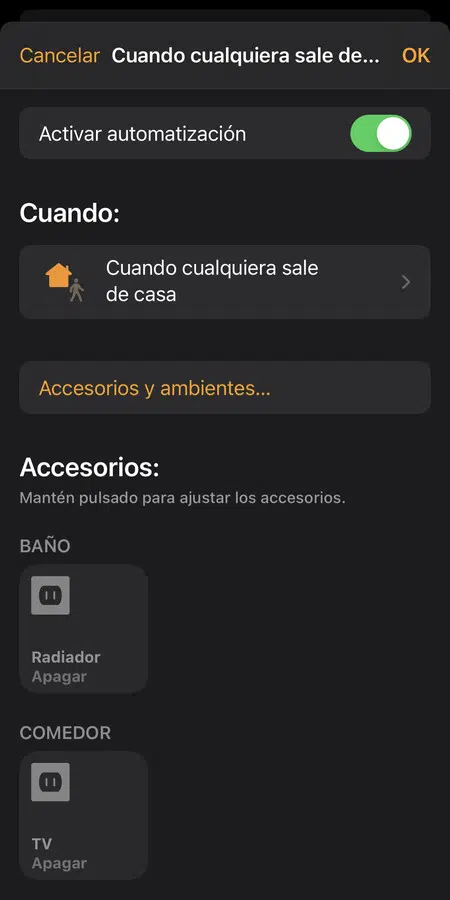 Cancelar Cuando cualquiera sale de... OK
Activar automatización
Cuando:
Cuando cualquiera sale
de casa
Accesorios y ambientes...
Accesorios:
Mantén pulsado para ajustar los accesorios.
BAÑO
Radiador
Apagar
COMEDOR
TV
Apagar